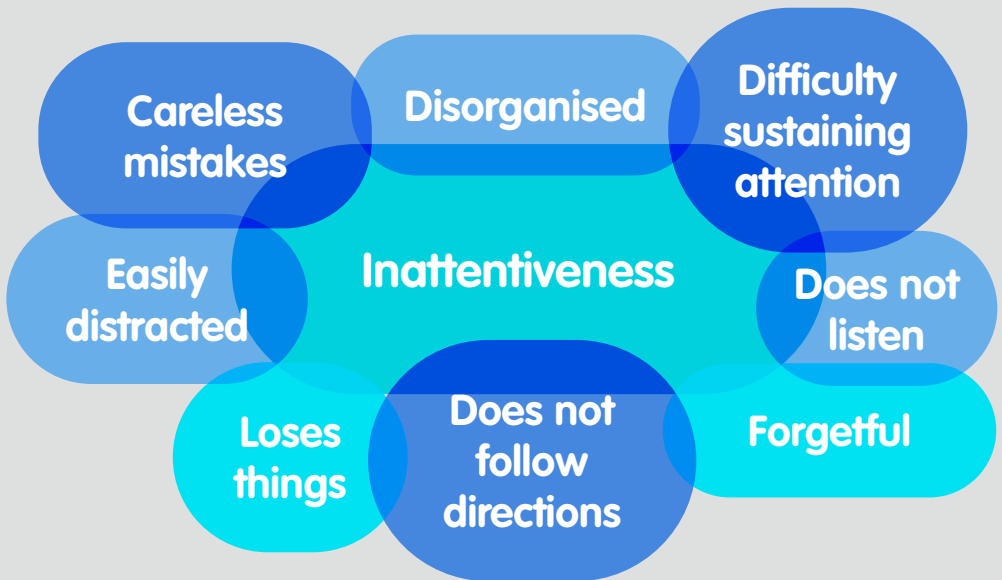 Careless
mistakes
Disorganised
Difficulty
sustaining
attention
Easily
distracted
Inattentiveness
Does not
listen
Loses
things
Does not
follow
directions
Forgetful